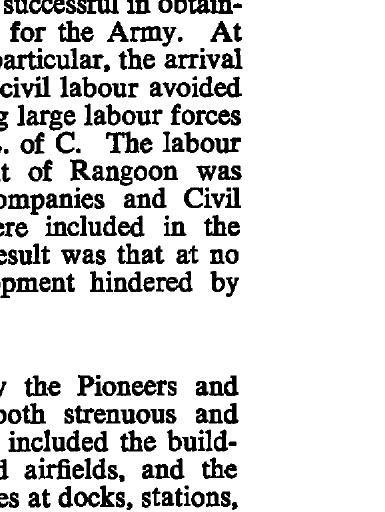 successful in obtain-
for the Army. At
particular, the arrival
civil labour avoided
large labour forces
of C. The labour
of Rangoon was
ompanies and Civil
ere included in the
esult was that at no
opment hindered by
the Pioneers and
both strenuous and
included the build-
airfields, and the
es at docks, stations,